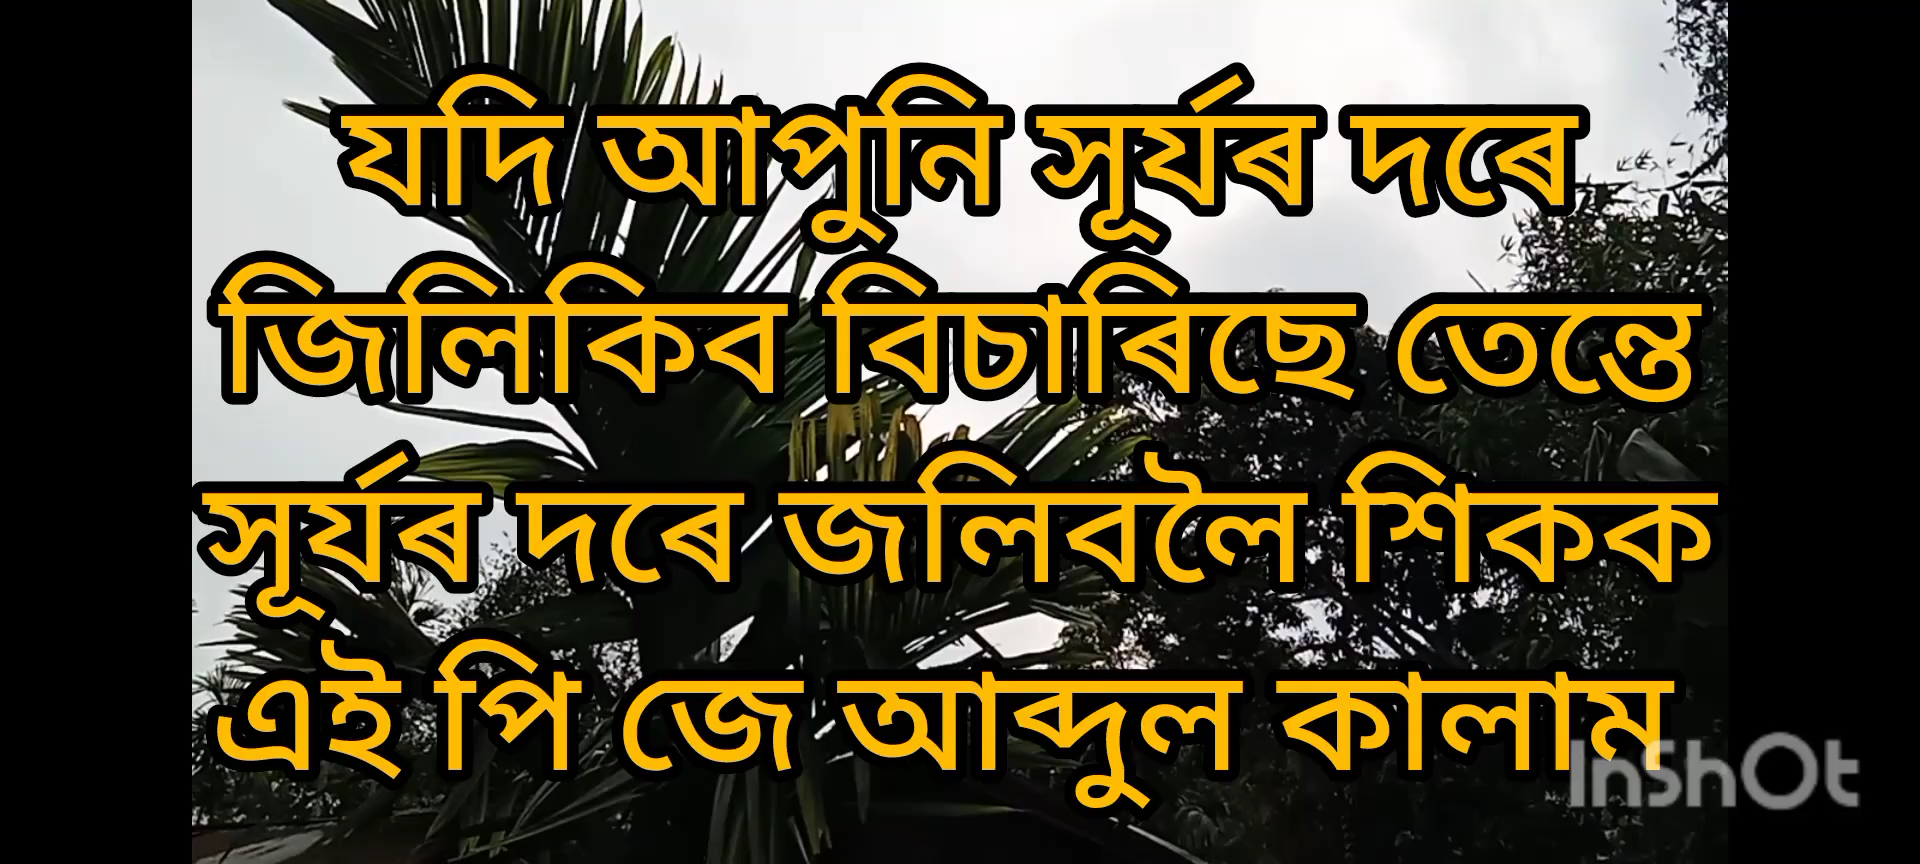 যদি আপুনি সূৰ্যৰ দৰে
জিলিকিব বিচাৰিছে তেন্তে
সূৰ্যৰ দৰে জলিবলৈ শিকক
এই পি জে আব্দুল কালাম
InShOt